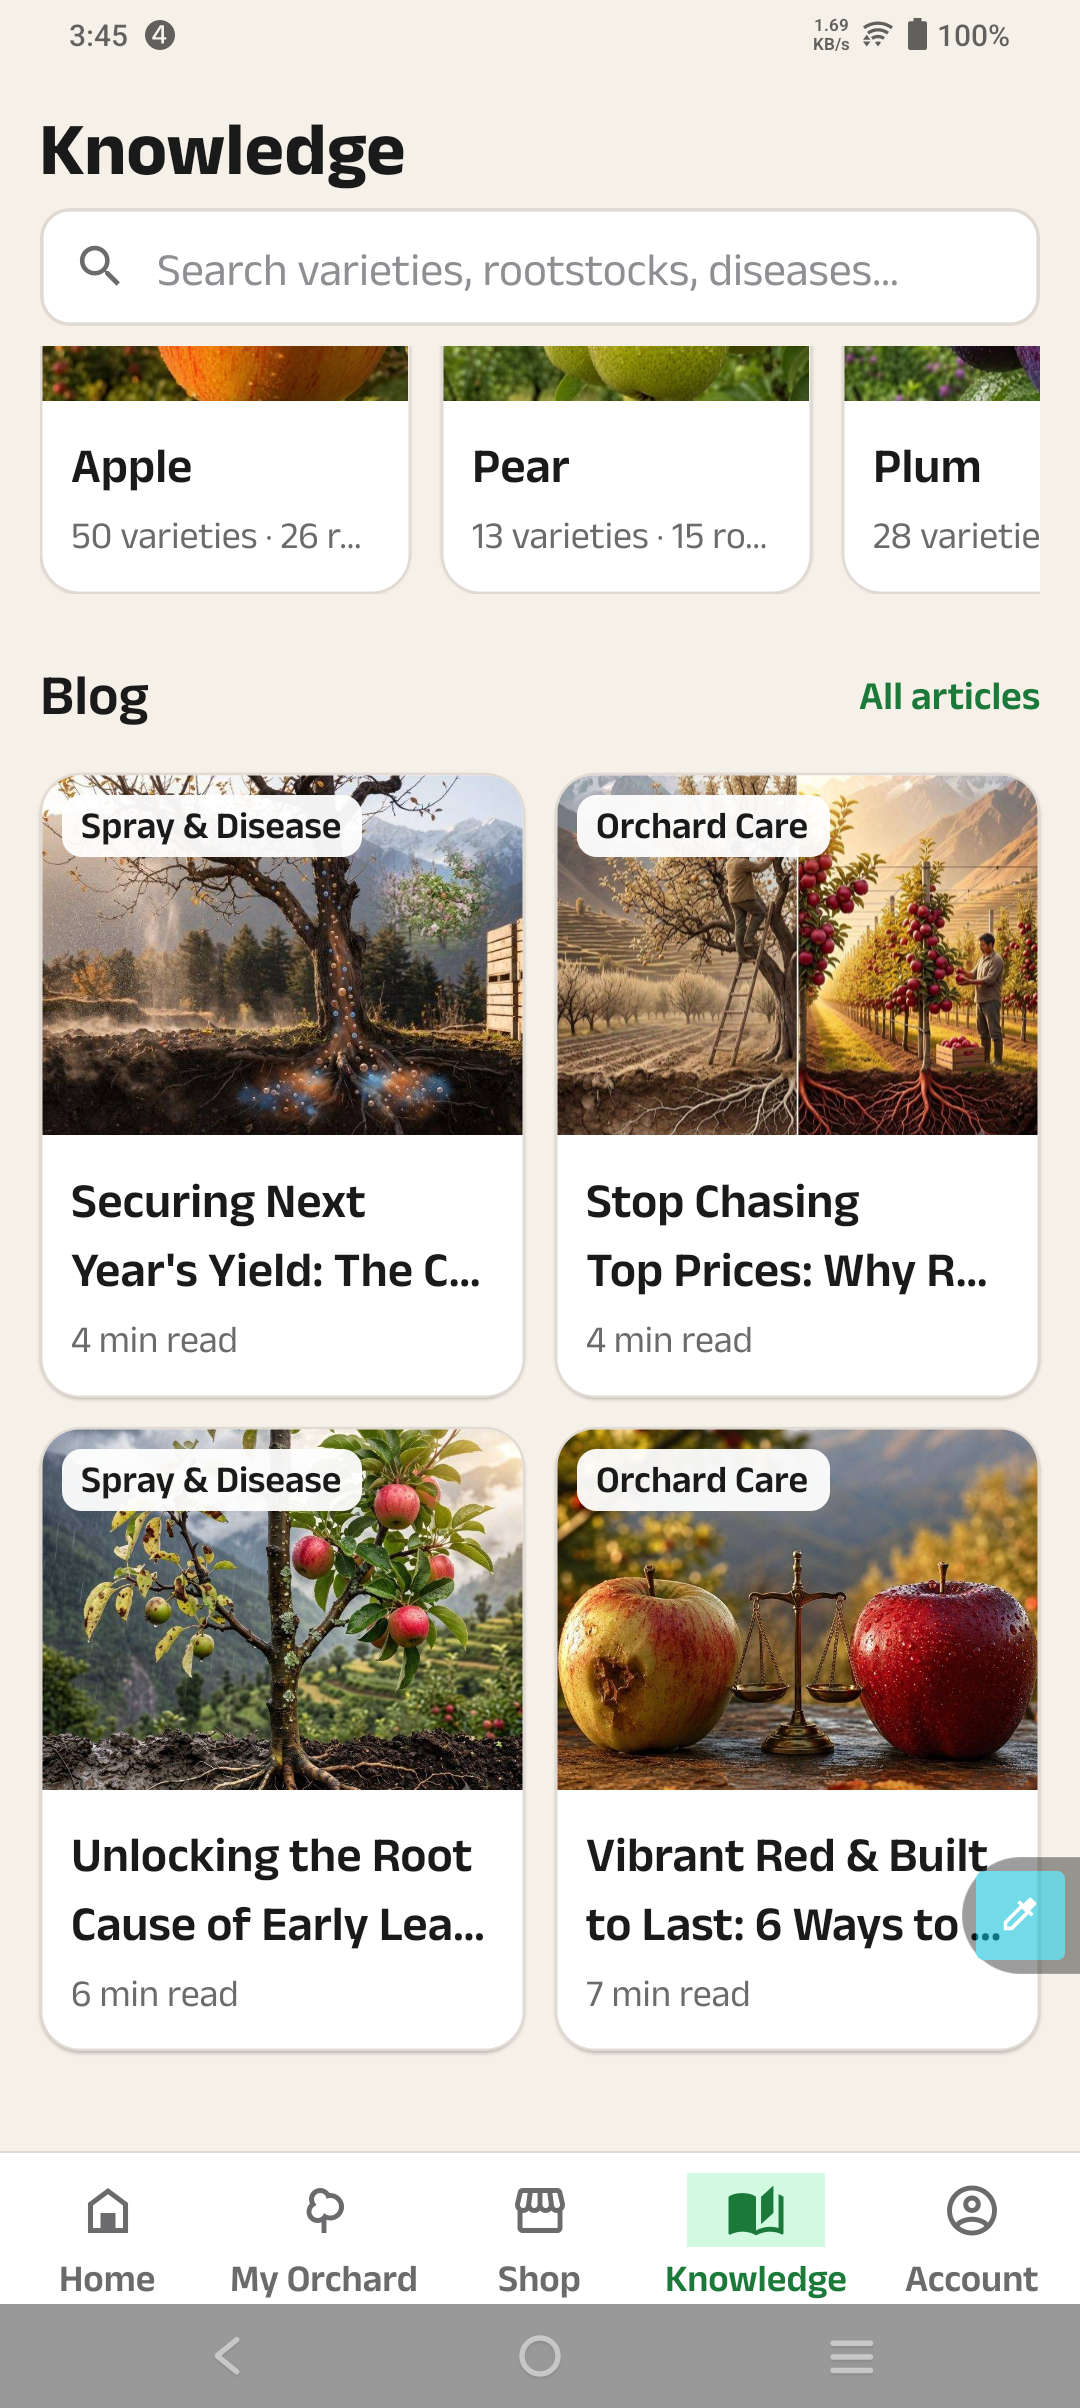 3:45 4 1.69 KB/s 100%
Knowledge
Search varieties, rootstocks, diseases...
Apple
50 varieties · 26 r...
Pear
13 varieties · 15 ro...
Plum
28 varietie
Blog
All articles
Spray & Disease
Securing Next
Year's Yield: The C...
4 min read
Orchard Care
Stop Chasing
Top Prices: Why R...
4 min read
Spray & Disease
Unlocking the Root
Cause of Early Lea...
6 min read
Orchard Care
Vibrant Red & Built
to Last: 6 Ways to ...
7 min read
Home
My Orchard
Shop
Knowledge
Account